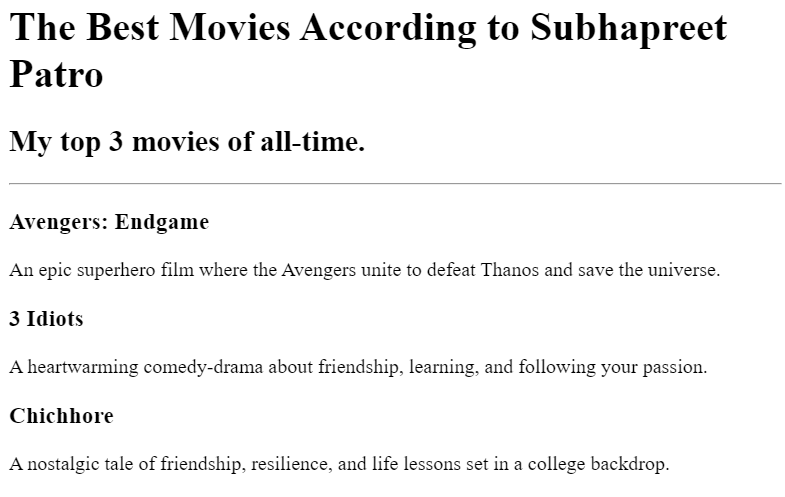 The Best Movies According to Subhapreet
Patro
My top 3 movies of all-time.
Avengers: Endgame
An epic superhero film where the Avengers unite to defeat Thanos and save the universe.
3 Idiots
A heartwarming comedy-drama about friendship, learning, and following your passion.
Chichhore
A nostalgic tale of friendship, resilience, and life lessons set in a college backdrop.